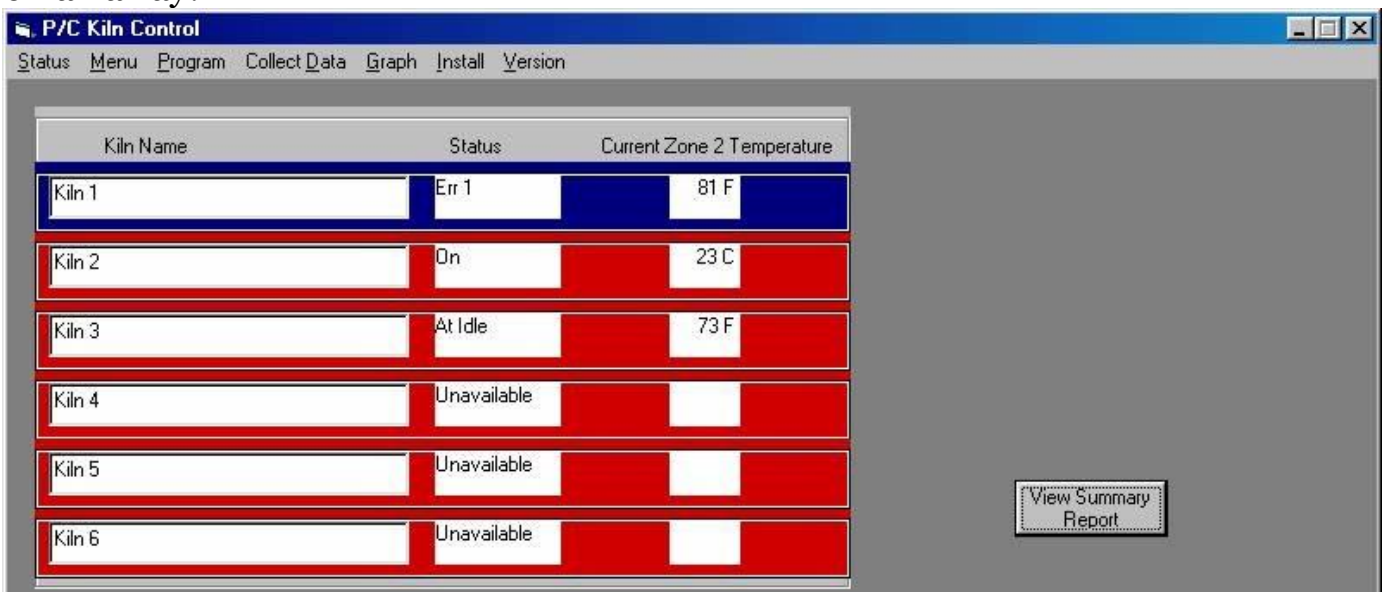 P/C Kiln Control
Status Menu Program Collect Data Graph Install Version
Kiln Name Status Current Zone 2 Temperature
Kiln 1 Err 1 81 F
Kiln 2 On 23 C
Kiln 3 At Idle 73 F
Kiln 4 Unavailable
Kiln 5 Unavailable
Kiln 6 Unavailable
View Summary
Report